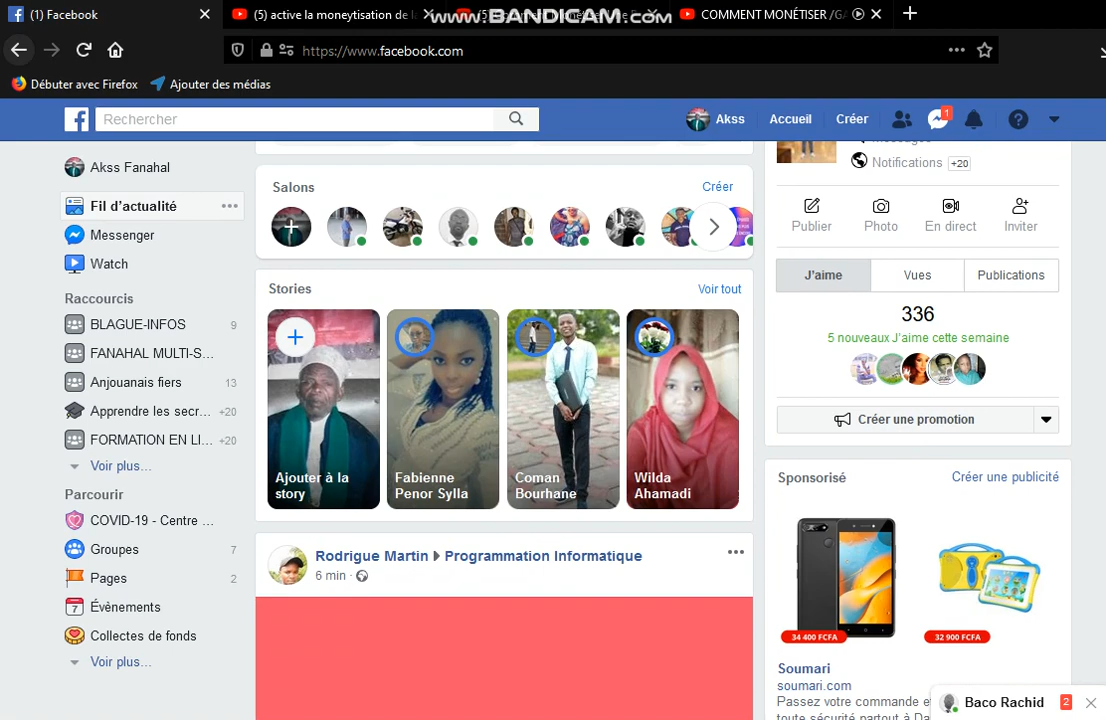 (1) Facebook
(5) active la moneytisation de
COMMENT MONÉTISER /GA
www.BANDICAM.com
https://www.facebook.com
Débuter avec Firefox
Ajouter des médias
Rechercher
Akss
Accueil
Créer
1
Akss Fanahal
Fil d'actualité
Messenger
Watch
Raccourcis
BLAGUE-INFOS 9
FANAHAL MULTI-S...
Anjouanais fiers 13
Apprendre les secr... +20
FORMATION EN LI... +20
Voir plus...
Parcourir
COVID-19 - Centre ...
Groupes 7
Pages 2
Évènements
Collectes de fonds
Voir plus...
Salons
Créer
Stories
Voir tout
Ajouter à la
story
Fabienne
Penor Sylla
Coman
Bourhane
Wilda
Ahamadi
Rodrigue Martin
Programmation Informatique
6 min
Notifications +20
Publier
Photo
En direct
Inviter
J'aime
Vues
Publications
336
5 nouveaux J'aime cette semaine
Créer une promotion
Sponsorisé
Créer une publicité
34 400 FCFA
32 900 FCFA
Soumari
soumari.com
Passez votre commande e
toute sécurité partout à Da
Baco Rachid 2